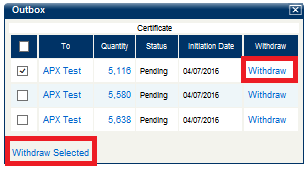 Outbox
Certificate
To Quantity Status Initiation Date Withdraw
APX Test 5,116 Pending 04/07/2016 Withdraw
APX Test 5,580 Pending 04/07/2016 Withdraw
APX Test 5,638 Pending 04/07/2016 Withdraw
Withdraw Selected